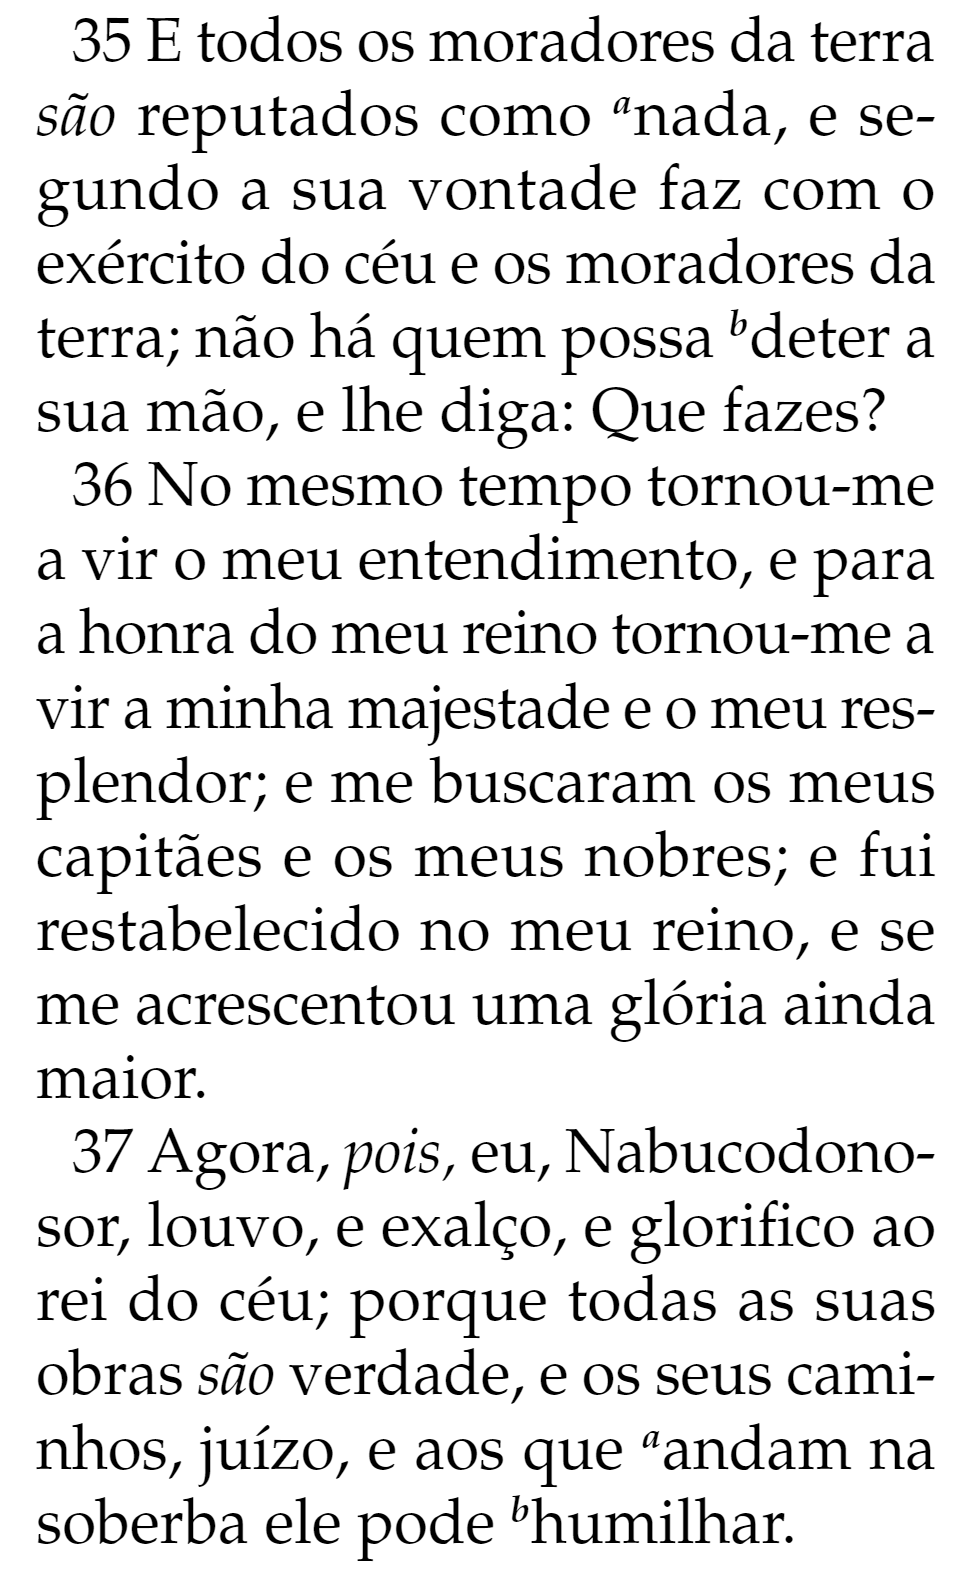 35 E todos os moradores da terra
são reputados como ᵃnada, e se-
gundo a sua vontade faz com o
exército do céu e os moradores da
terra; não há quem possa ᵇdeter a
sua mão, e lhe diga: Que fazes?
36 No mesmo tempo tornou-me
a vir o meu entendimento, e para
a honra do meu reino tornou-me a
vir a minha majestade e o meu res-
plendor; e me buscaram os meus
capitães e os meus nobres; e fui
restabelecido no meu reino, e se
me acrescentou uma glória ainda
maior.
37 Agora, pois, eu, Nabucodono-
sor, louvo, e exalço, e glorifico ao
rei do céu; porque todas as suas
obras são verdade, e os seus cami-
nhos, juízo, e aos que ᵃandam na
soberba ele pode ᵇhumilhar.